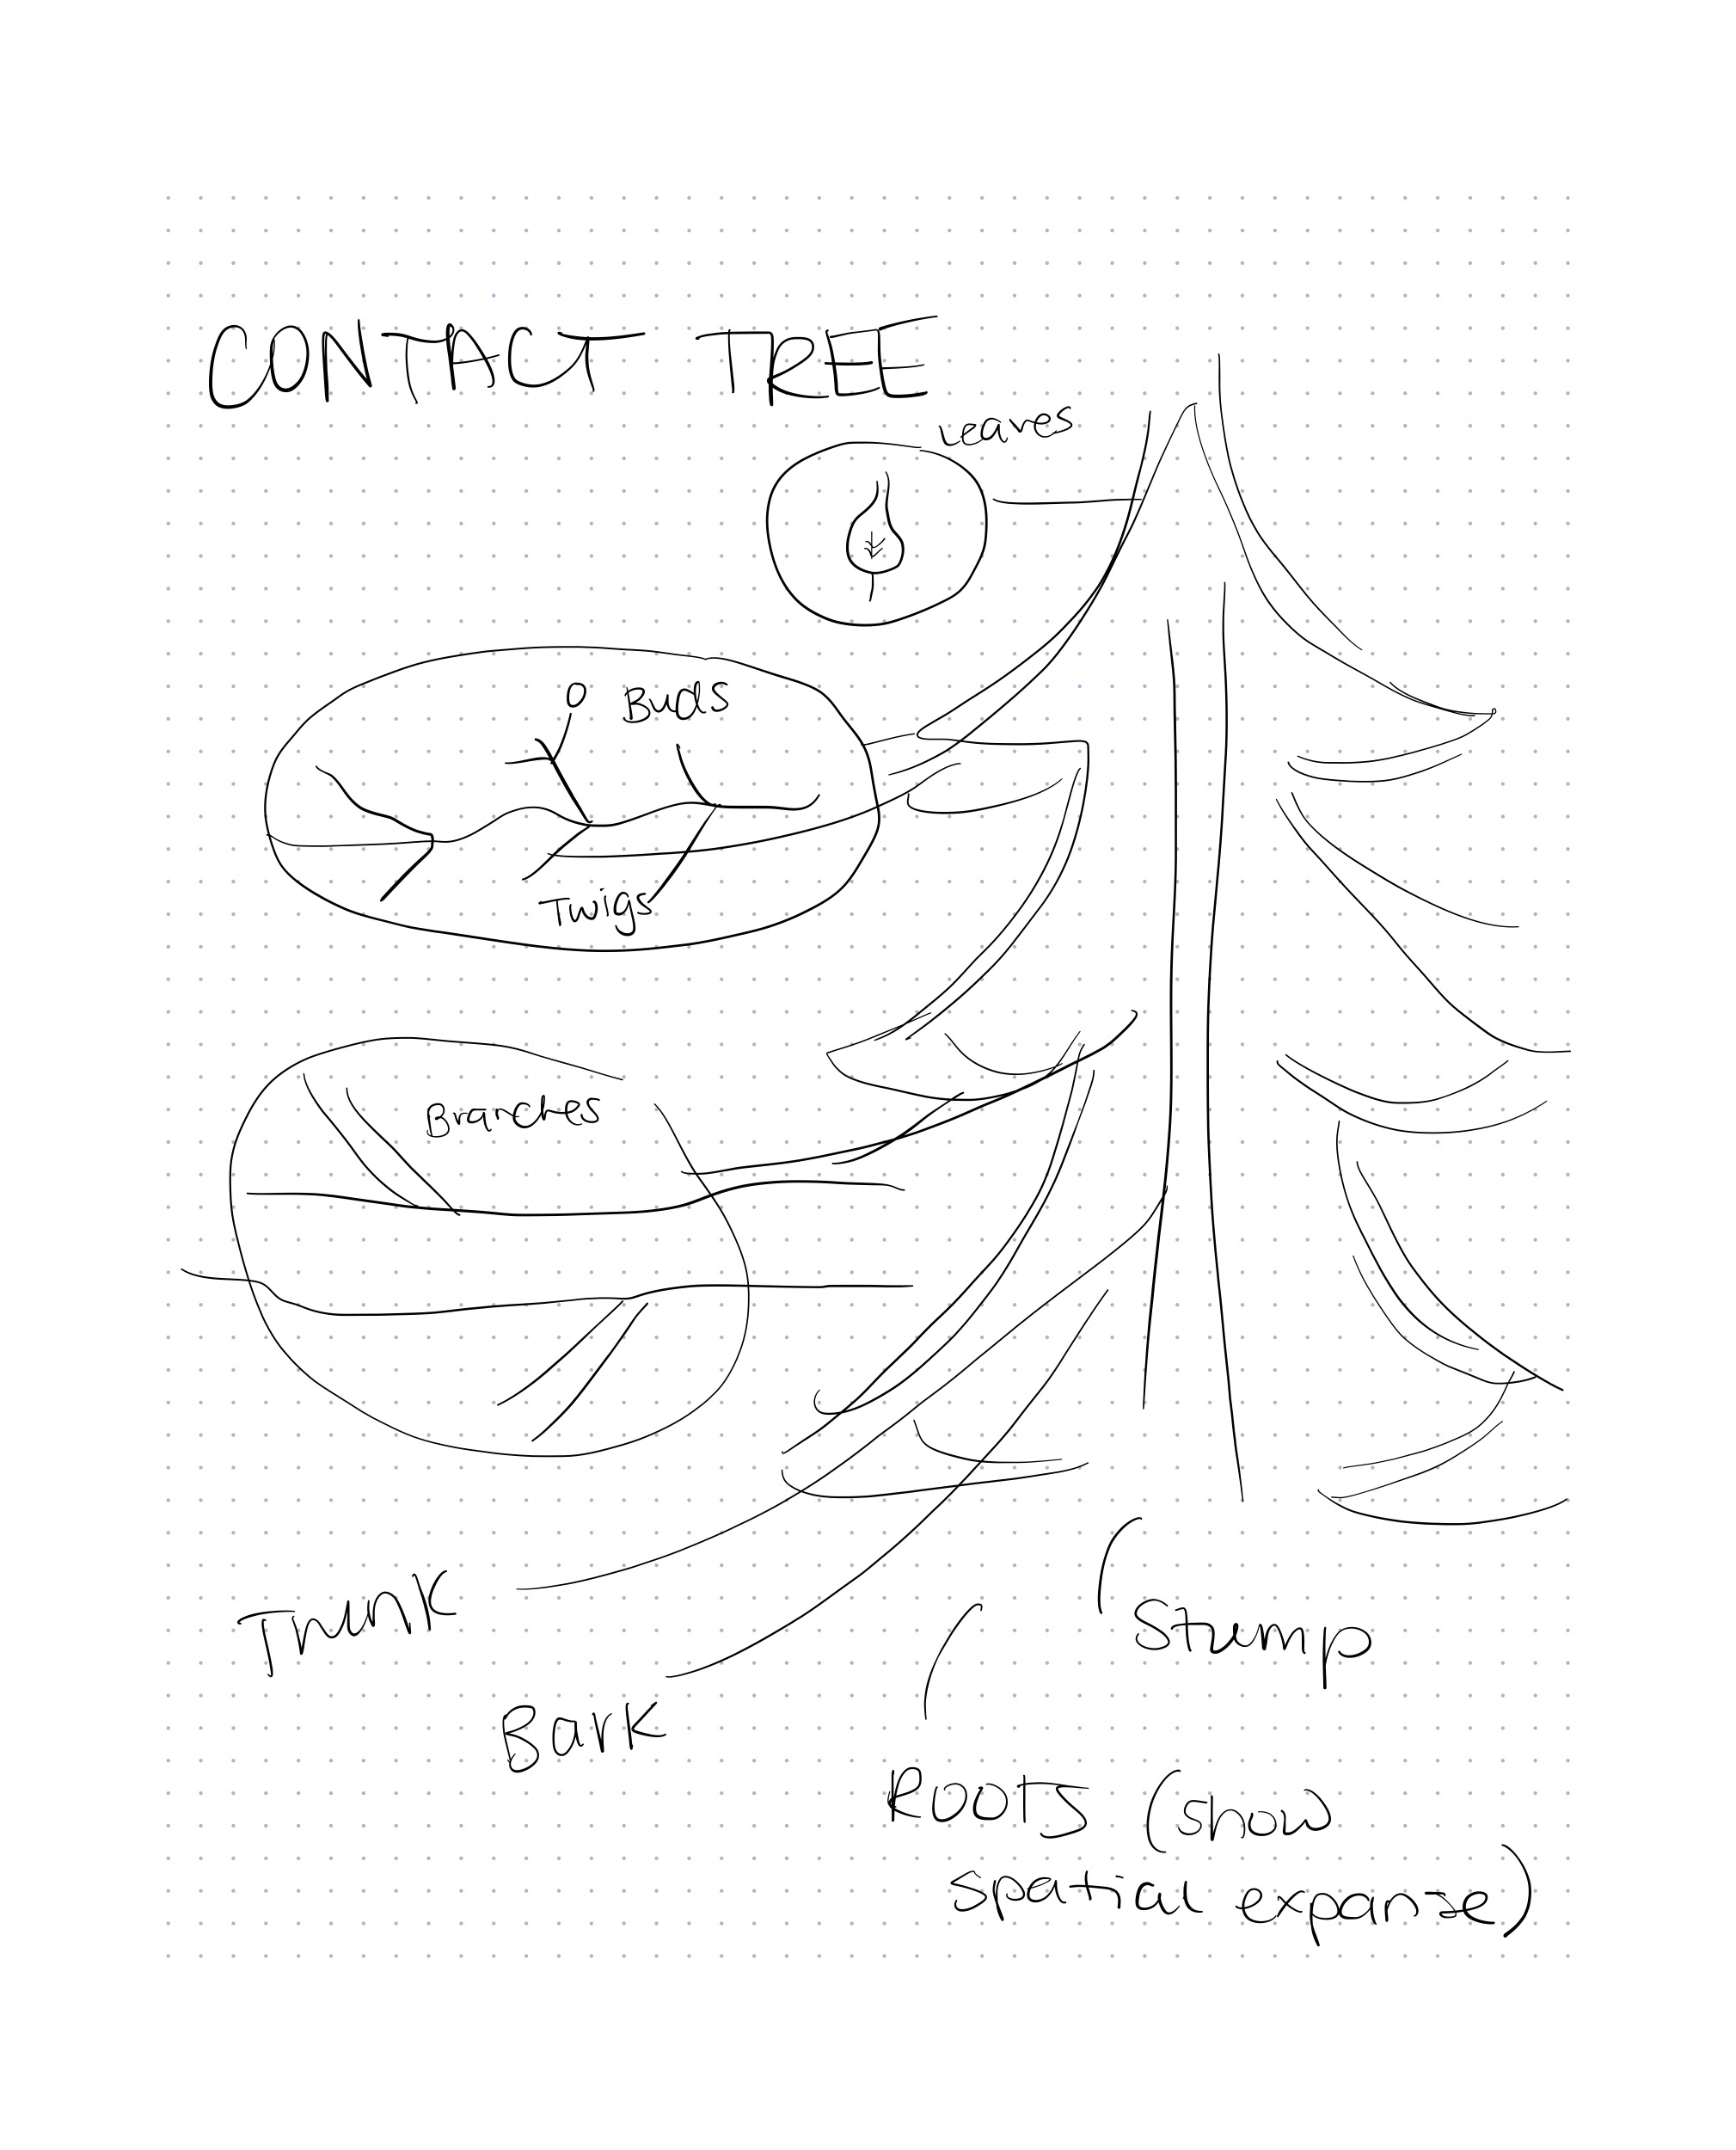 CONTACT TREE
leaves
Buds
Twigs
Branches
Trunk
Stump
Bark
ROOTS (show
spatial expanse)